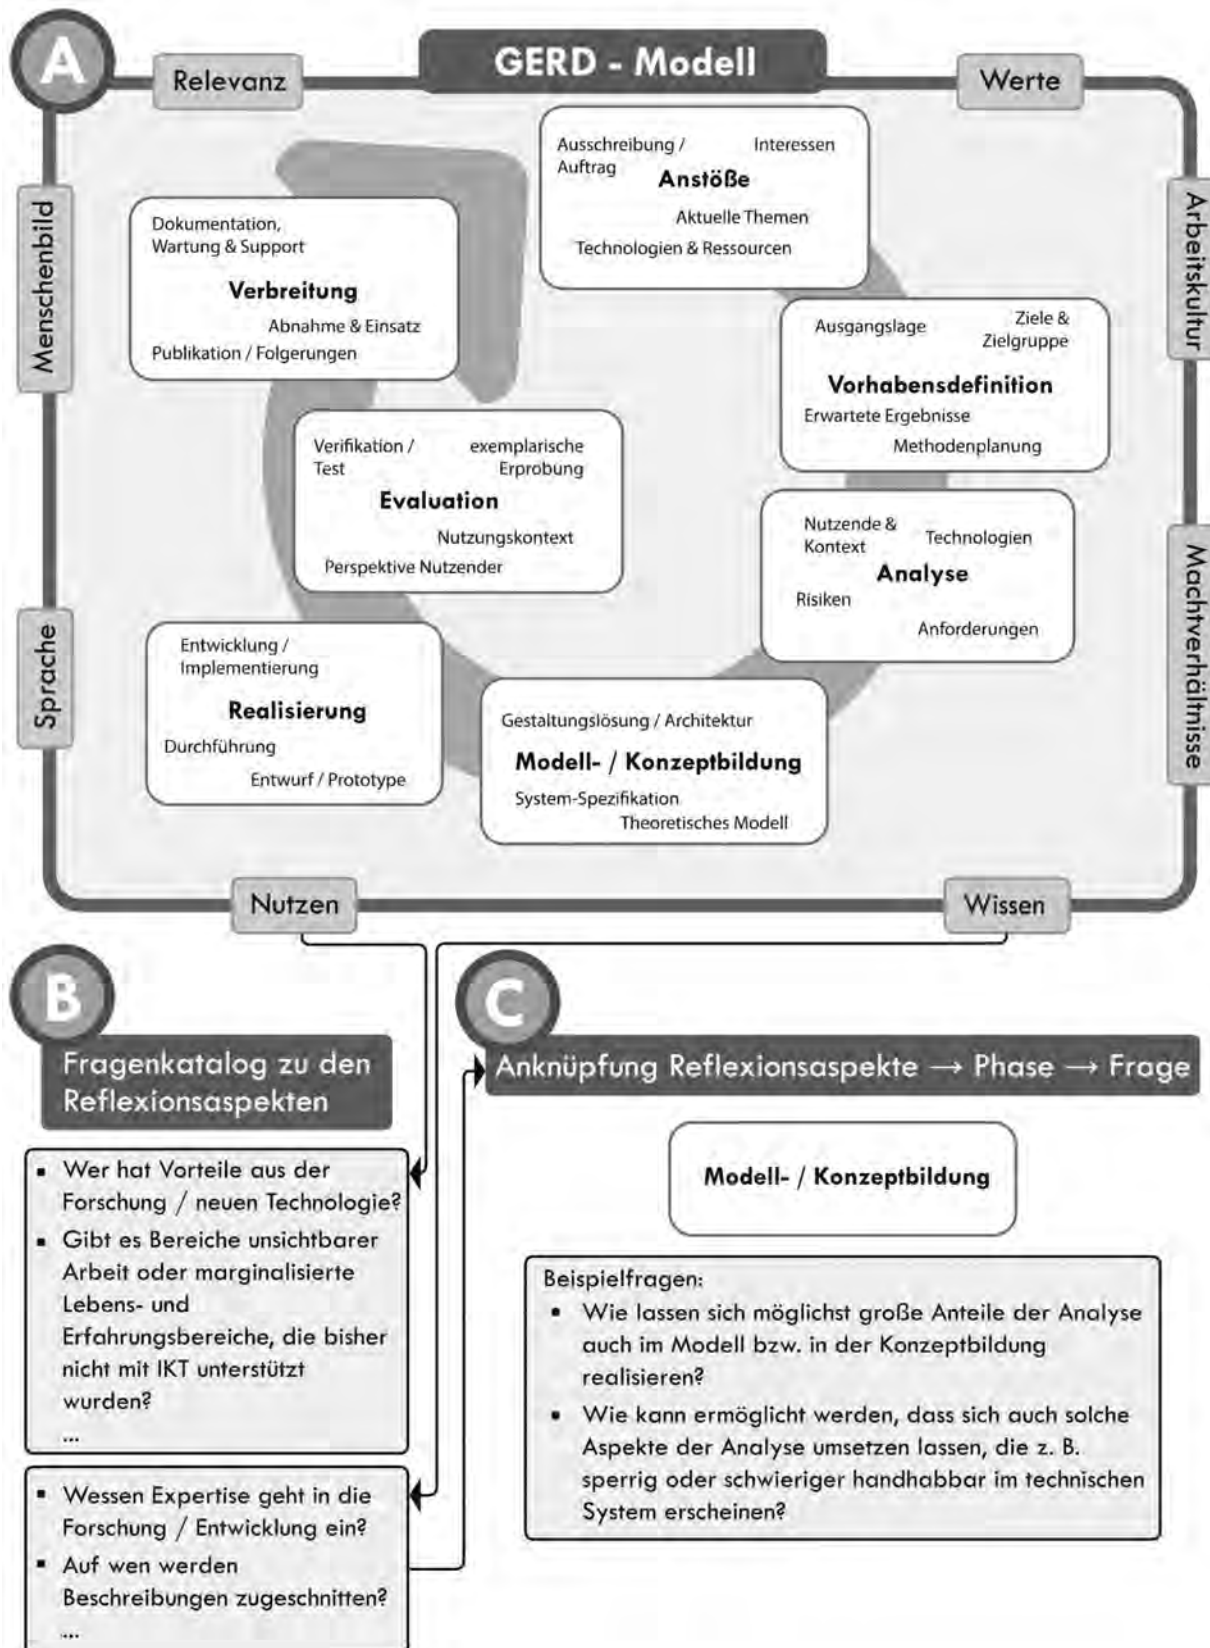 A
GERD - Modell
Relevanz
Werte
Menschenbild
Arbeitskultur
Sprache
Machtverhältnisse
Ausschreibung /
Auftrag
Interessen
Anstöße
Aktuelle Themen
Technologien & Ressourcen
Ausgangslage
Ziele &
Zielgruppe
Vorhabensdefinition
Erwartete Ergebnisse
Methodenplanung
Nutzende &
Kontext
Technologien
Analyse
Risiken
Anforderungen
Gestaltungslösung / Architektur
Modell- / Konzeptbildung
System-Spezifikation
Theoretisches Modell
Entwicklung /
Implementierung
Realisierung
Durchführung
Entwurf / Prototype
Verifikation /
Test
exemplarische
Erprobung
Evaluation
Nutzungskontext
Perspektive Nutzender
Dokumentation,
Wartung & Support
Verbreitung
Abnahme & Einsatz
Publikation / Folgerungen
Nutzen
Wissen
B
Fragenkatalog zu den
Reflexionsaspekten
▪ Wer hat Vorteile aus der
Forschung / neuen Technologie?
▪ Gibt es Bereiche unsichtbarer
Arbeit oder marginalisierte
Lebens- und
Erfahrungsbereiche, die bisher
nicht mit IKT unterstützt
wurden?
...
▪ Wessen Expertise geht in die
Forschung / Entwicklung ein?
▪ Auf wen werden
Beschreibungen zugeschnitten?
...
C
Anknüpfung Reflexionsaspekte → Phase → Frage
Modell- / Konzeptbildung
Beispielfragen:
▪ Wie lassen sich möglichst große Anteile der Analyse
auch im Modell bzw. in der Konzeptbildung
realisieren?
▪ Wie kann ermöglicht werden, dass sich auch solche
Aspekte der Analyse umsetzen lassen, die z. B.
sperrig oder schwieriger handhabbar im technischen
System erscheinen?